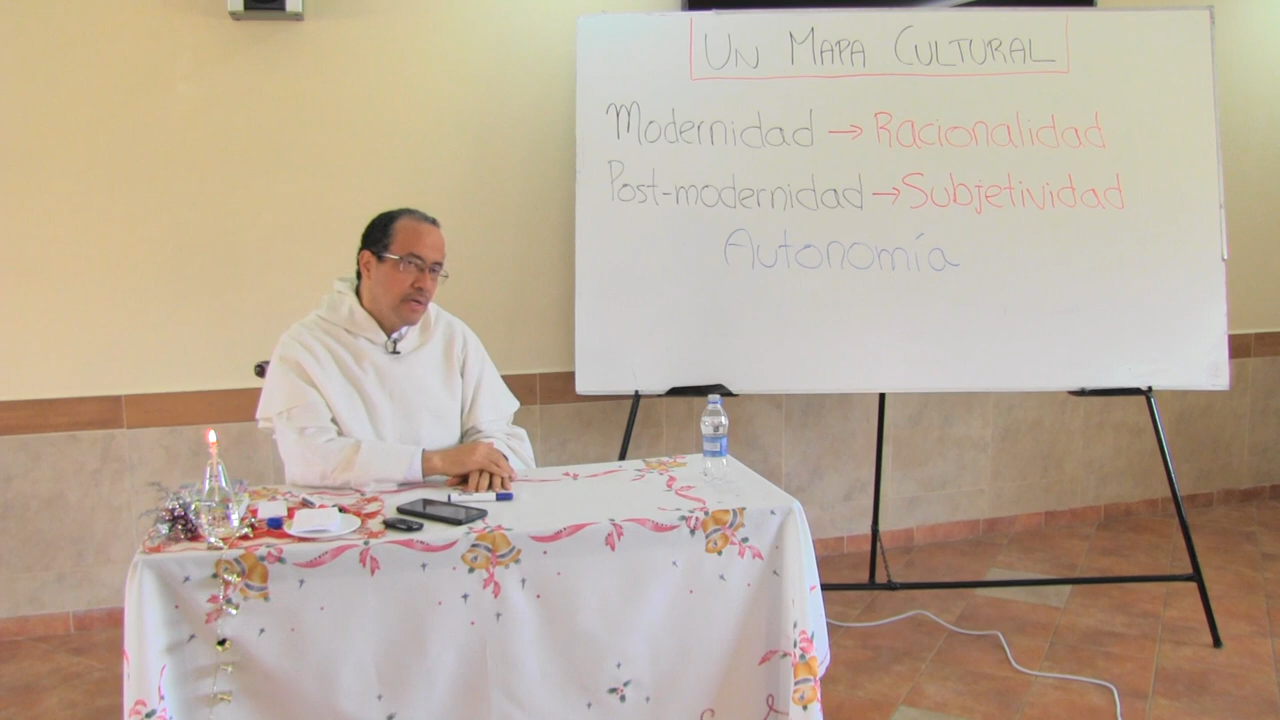 Un Mapa Cultural
Modernidad → Racionalidad
Post-modernidad → Subjetividad
Autonomía